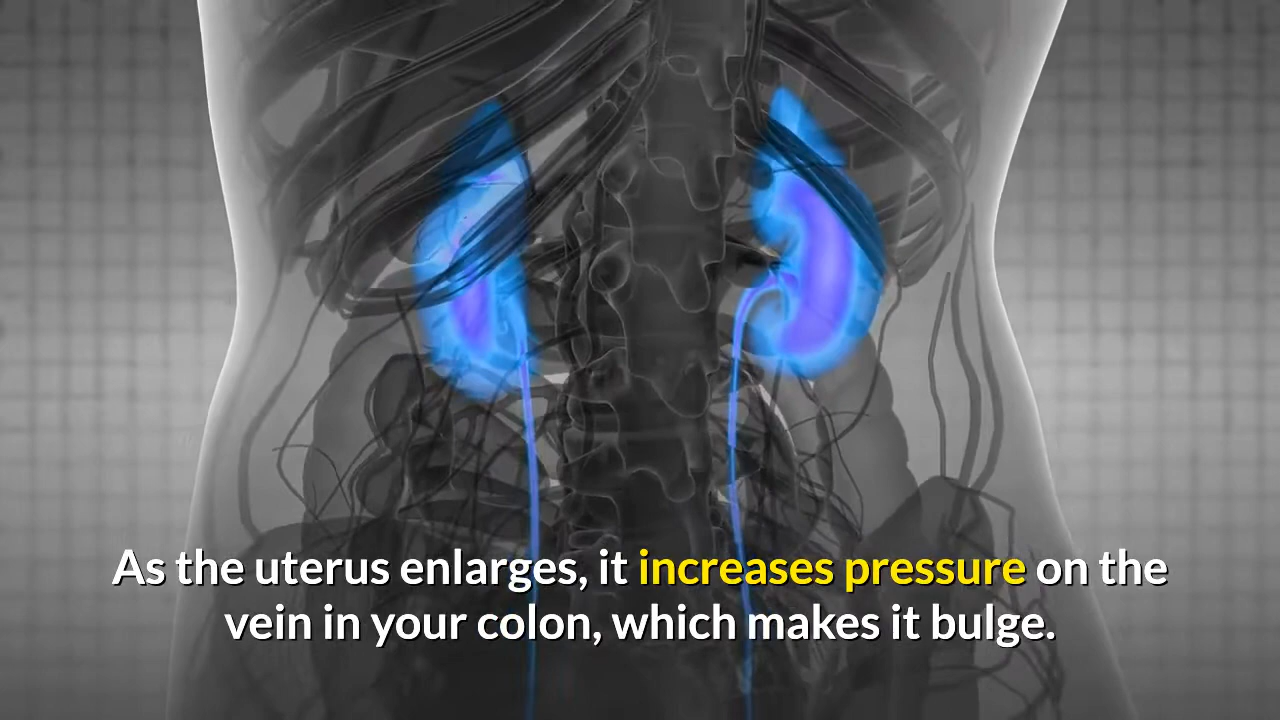 As the uterus enlarges, it increases pressure on the
vein in your colon, which makes it bulge.